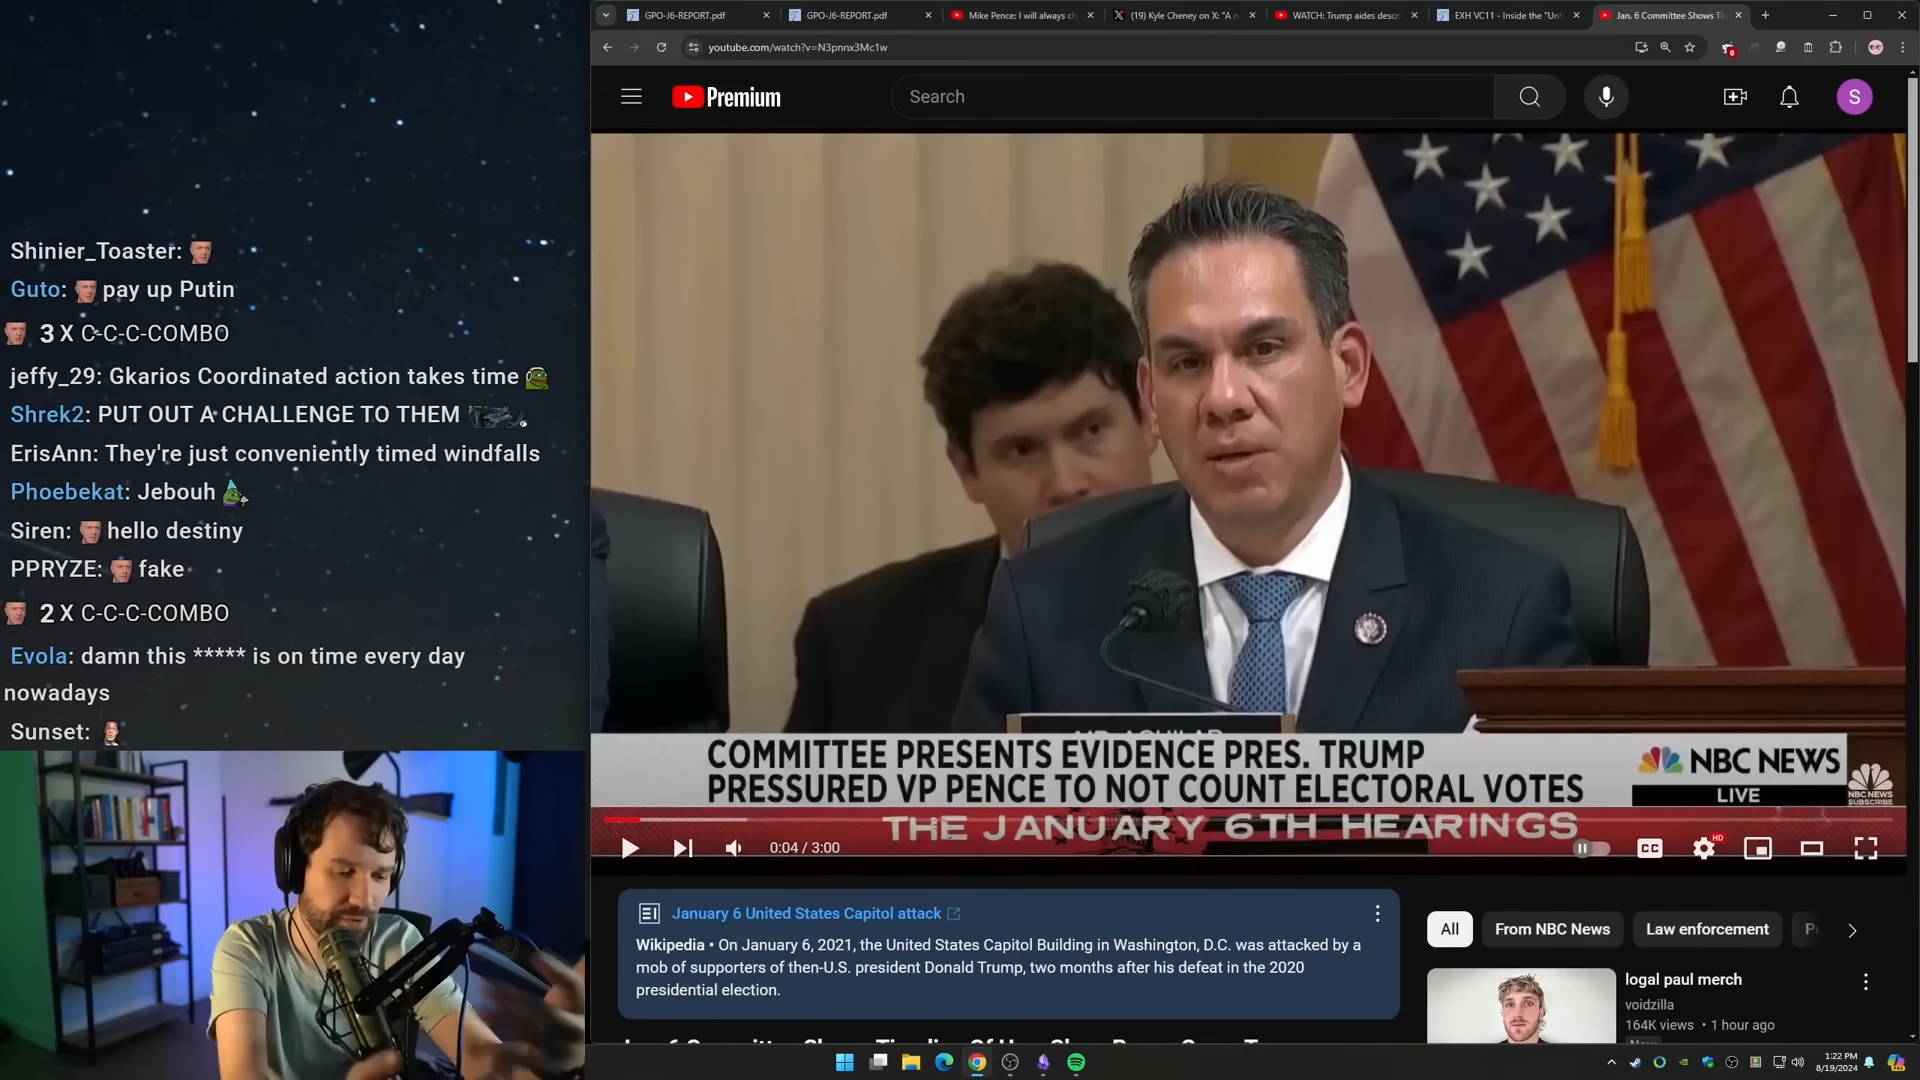 GPO-J6-REPORT.pdf
GPO-J6-REPORT.pdf
Mike Pence: I will always
(19) Kyle Cheney on X: "A
WATCH: Trump aides
EXH VC11 - Inside the
Jan. 6 Committee Shows
youtube.com/watch?v=N3pnnx3Mc1w
0
Premium
Search
S
Shinier_Toaster:
Guto: pay up Putin
3 X C-C-C-COMBO
jeffy_29: Gkarios Coordinated action takes time
Shrek2: PUT OUT A CHALLENGE TO THEM
ErisAnn: They're just conveniently timed windfalls
Phoebekat: Jebouh
Siren: hello destiny
PPRYZE: fake
2 X C-C-C-COMBO
Evola: damn this ***** is on time every day
nowadays
Sunset:
COMMITTEE PRESENTS EVIDENCE PRES. TRUMP
PRESSURED VP PENCE TO NOT COUNT ELECTORAL VOTES
NBC NEWS
LIVE
NBC NEWS
SUBSCRIBE
THE JANUARY 6TH HEARINGS
0:04 / 3:00
CC
HD
January 6 United States Capitol attack
Wikipedia • On January 6, 2021, the United States Capitol Building in Washington, D.C. was attacked by a
mob of supporters of then-U.S. president Donald Trump, two months after his defeat in the 2020
presidential election.
All
From NBC News
Law enforcement
logal paul merch
voidzilla
164K views • 1 hour ago
1:22 PM
8/19/2024